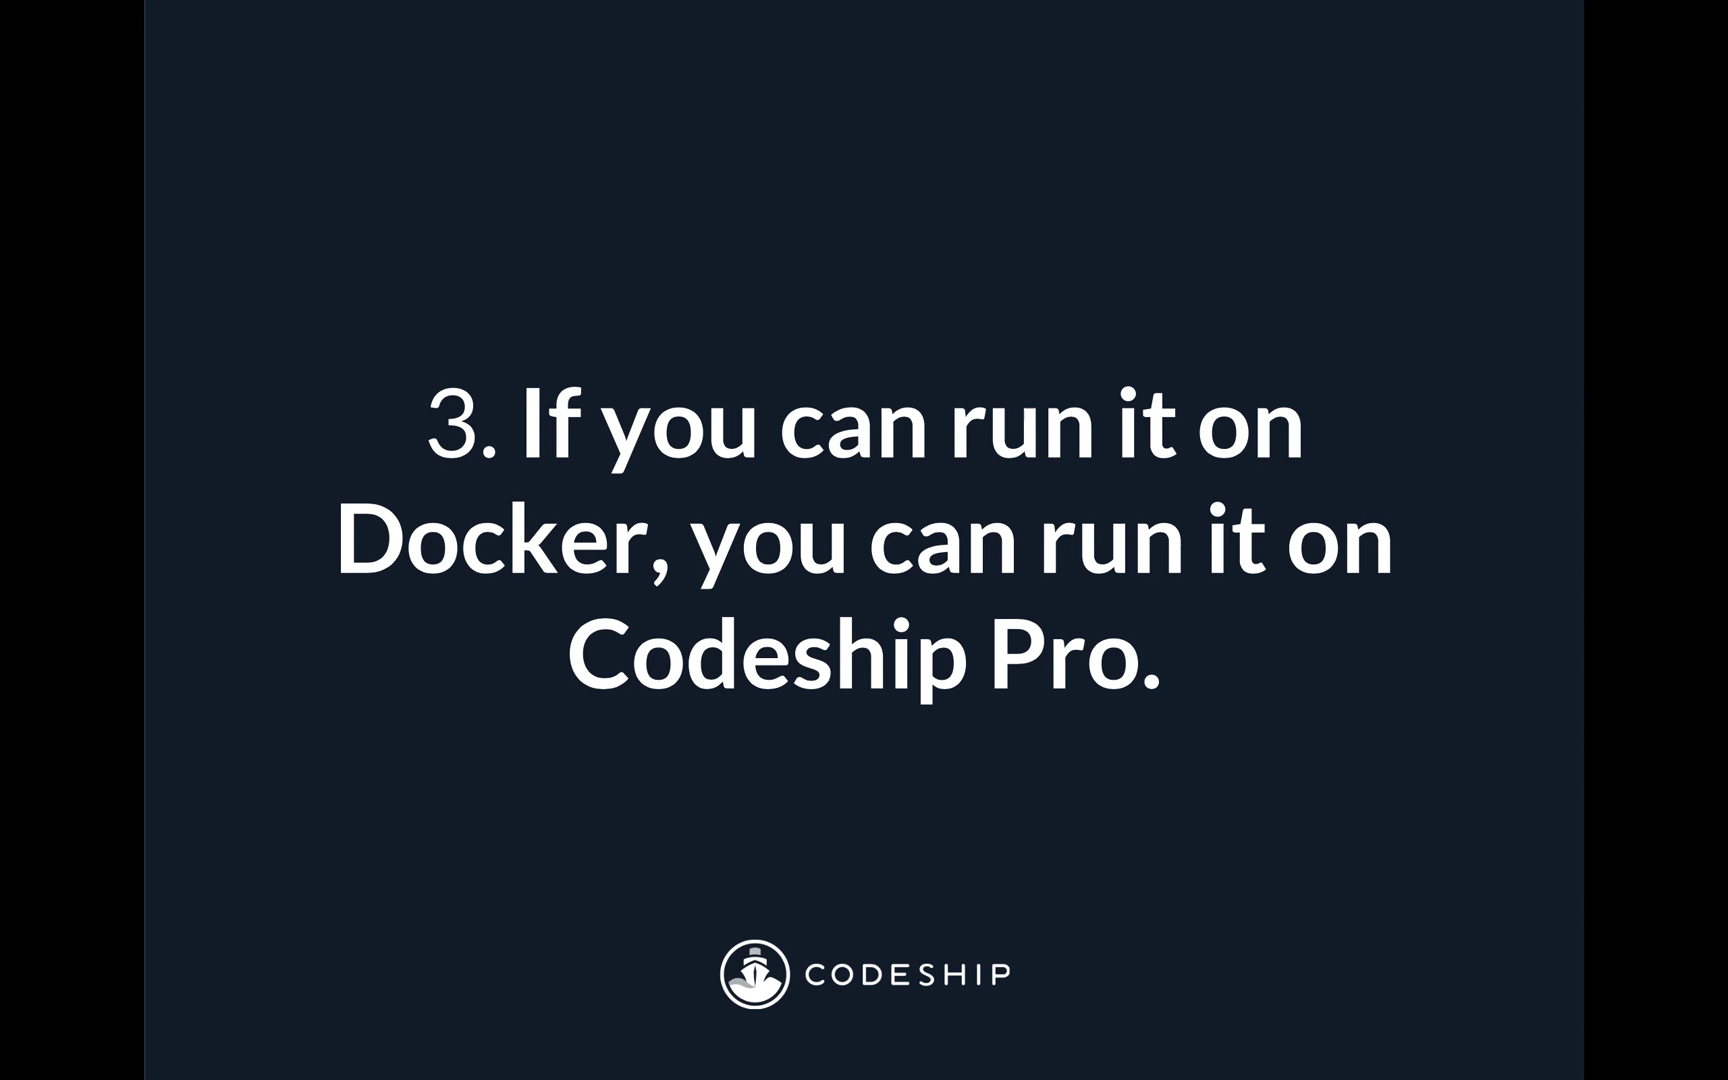 3. If you can run it on
Docker, you can run it on
Codeship Pro.
CODESHIP